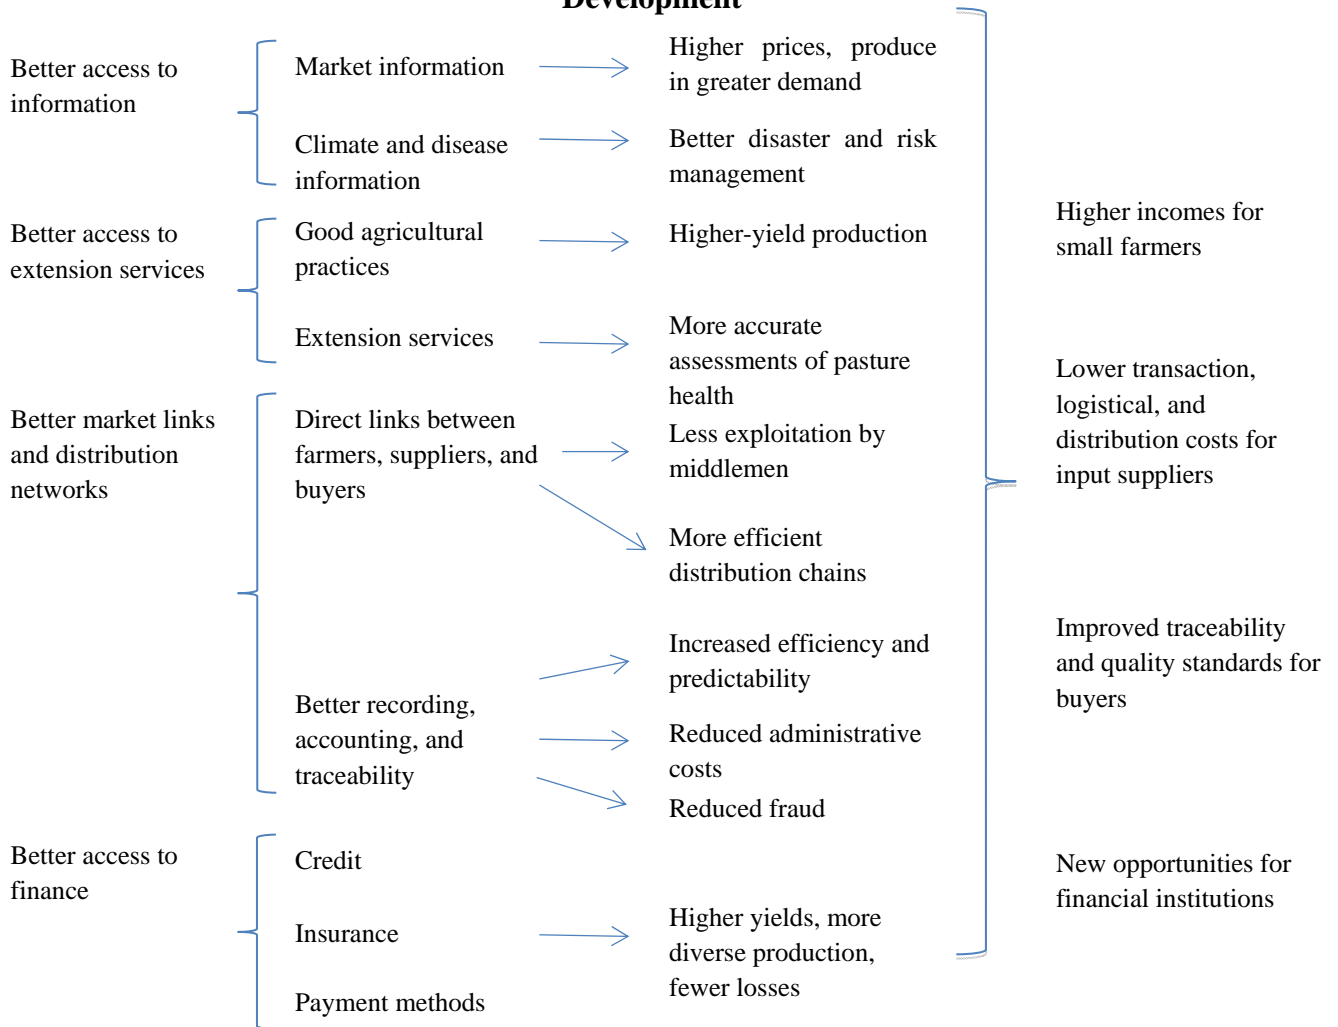 Development
Better access to
information
Market information
Higher prices, produce
in greater demand
Climate and disease
information
Better disaster and risk
management
Better access to
extension services
Good agricultural
practices
Higher-yield production
Extension services
More accurate
assessments of pasture
health
Better market links
and distribution
networks
Direct links between
farmers, suppliers, and
buyers
Less exploitation by
middlemen
More efficient
distribution chains
Better recording,
accounting, and
traceability
Increased efficiency and
predictability
Reduced administrative
costs
Reduced fraud
Better access to
finance
Credit
Insurance
Payment methods
Higher yields, more
diverse production,
fewer losses
Higher incomes for
small farmers
Lower transaction,
logistical, and
distribution costs for
input suppliers
Improved traceability
and quality standards for
buyers
New opportunities for
financial institutions